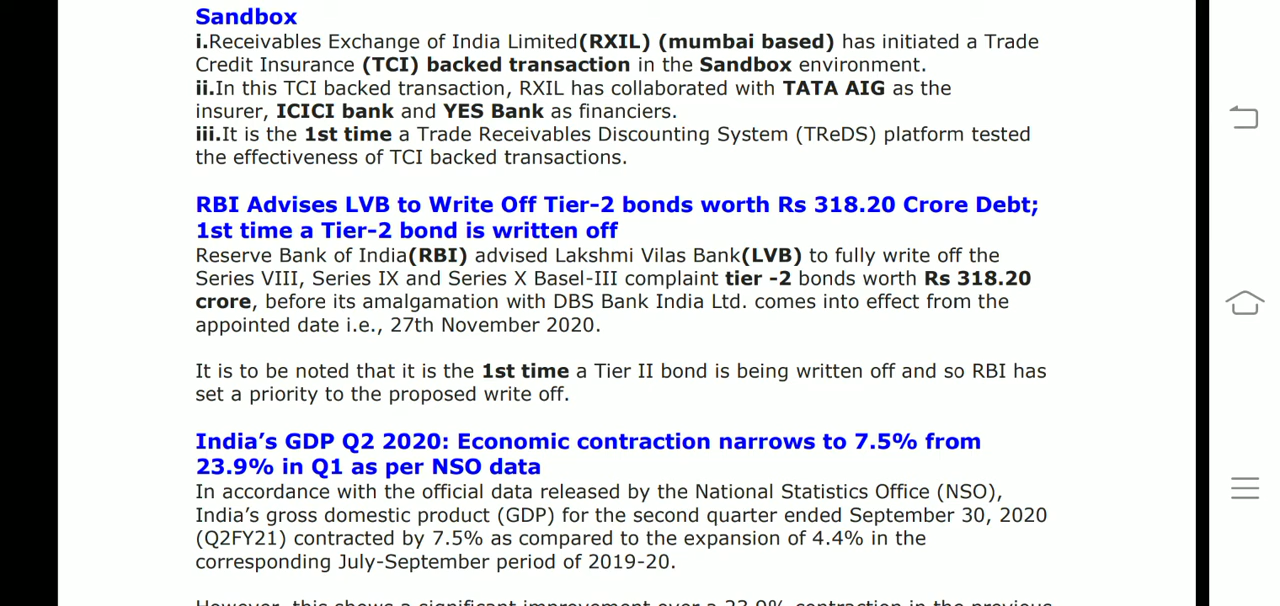 Sandbox
i.Receivables Exchange of India Limited(RXIL) (mumbai based) has initiated a Trade
Credit Insurance (TCI) backed transaction in the Sandbox environment.
ii.In this TCI backed transaction, RXIL has collaborated with TATA AIG as the
insurer, ICICI bank and YES Bank as financiers.
iii.It is the 1st time a Trade Receivables Discounting System (TReDS) platform tested
the effectiveness of TCI backed transactions.
RBI Advises LVB to Write Off Tier-2 bonds worth Rs 318.20 Crore Debt;
1st time a Tier-2 bond is written off
Reserve Bank of India(RBI) advised Lakshmi Vilas Bank(LVB) to fully write off the
Series VIII, Series IX and Series X Basel-III complaint tier -2 bonds worth Rs 318.20
crore, before its amalgamation with DBS Bank India Ltd. comes into effect from the
appointed date i.e., 27th November 2020.
It is to be noted that it is the 1st time a Tier II bond is being written off and so RBI has
set a priority to the proposed write off.
India's GDP Q2 2020: Economic contraction narrows to 7.5% from
23.9% in Q1 as per NSO data
In accordance with the official data released by the National Statistics Office (NSO),
India's gross domestic product (GDP) for the second quarter ended September 30, 2020
(Q2FY21) contracted by 7.5% as compared to the expansion of 4.4% in the
corresponding July-September period of 2019-20.
However, this shows a significant improvement over a 23.9% contraction in the previous